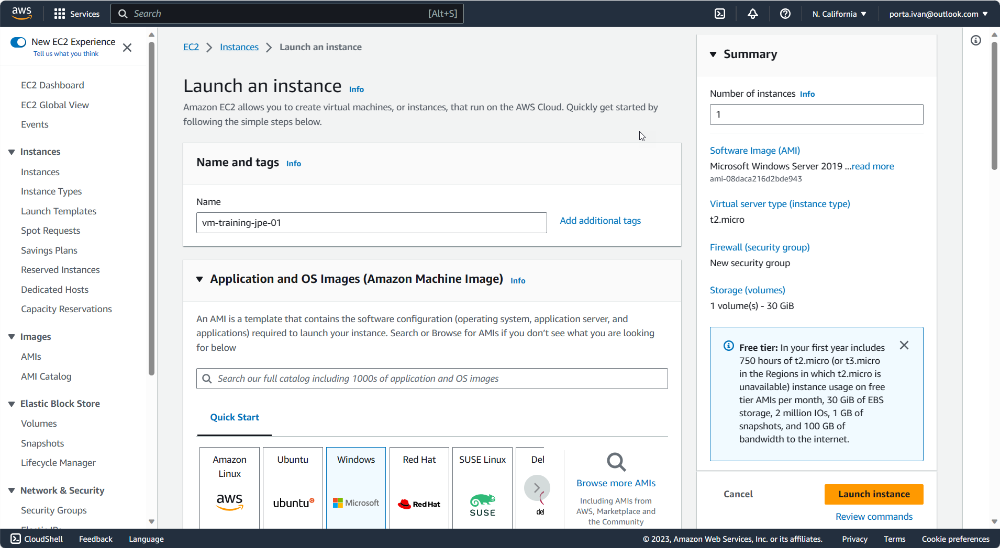 aws
Services
Search
[Alt+S]
N. California
porta.ivan@outlook.com
New EC2 Experience
Tell us what you think
EC2 Dashboard
EC2 Global View
Events
Instances
Instances
Instance Types
Launch Templates
Spot Requests
Savings Plans
Reserved Instances
Dedicated Hosts
Capacity Reservations
Images
AMIs
AMI Catalog
Elastic Block Store
Volumes
Snapshots
Lifecycle Manager
Network & Security
Security Groups
EC2 > Instances > Launch an instance
Launch an instance Info
Amazon EC2 allows you to create virtual machines, or instances, that run on the AWS Cloud. Quickly get started by
following the simple steps below.
Name and tags Info
Name
vm-training-jpe-01
Add additional tags
Application and OS Images (Amazon Machine Image) Info
An AMI is a template that contains the software configuration (operating system, application server, and
applications) required to launch your instance. Search or Browse for AMIs if you don’t see what you are looking
for below
Search our full catalog including 1000s of application and OS images
Quick Start
Amazon
Linux
aws
Ubuntu
ubuntu
Windows
Microsoft
Red Hat
Red Hat
SUSE Linux
SUSE
Del
del
Browse more AMIs
Including AMIs from
AWS, Marketplace and
the Community
Summary
Number of instances Info
1
Software Image (AMI)
Microsoft Windows Server 2019 ...read more
ami-08daca216d2bde943
Virtual server type (instance type)
t2.micro
Firewall (security group)
New security group
Storage (volumes)
1 volume(s) - 30 GiB
Free tier: In your first year includes
750 hours of t2.micro (or t3.micro
in the Regions in which t2.micro is
unavailable) instance usage on free
tier AMIs per month, 30 GiB of EBS
storage, 2 million IOs, 1 GB of
snapshots, and 100 GB of
bandwidth to the internet.
Cancel
Launch instance
Review commands
CloudShell
Feedback
Language
© 2023, Amazon Web Services, Inc. or its affiliates.
Privacy
Terms
Cookie preferences